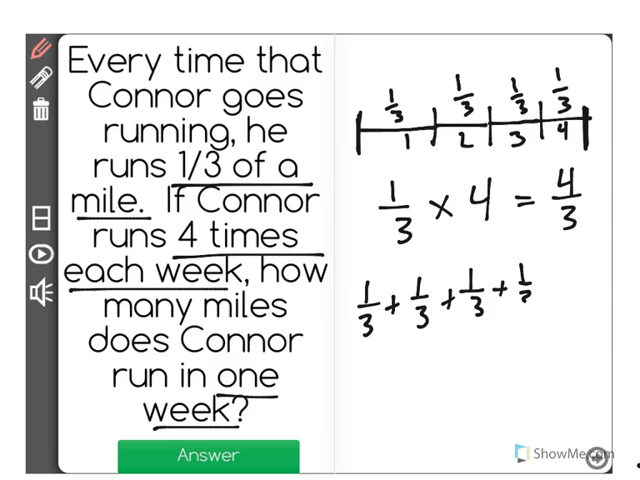 Every time that
Connor goes
running, he
runs 1/3 of a
mile. If Connor
runs 4 times
each week, how
many miles
does Connor
run in one
week?
Answer
1/3 1/3 1/3 1/3
1 2 3 4
1/3 × 4 = 4/3
1/3 + 1/3 + 1/3 + 1/3
ShowMe.com